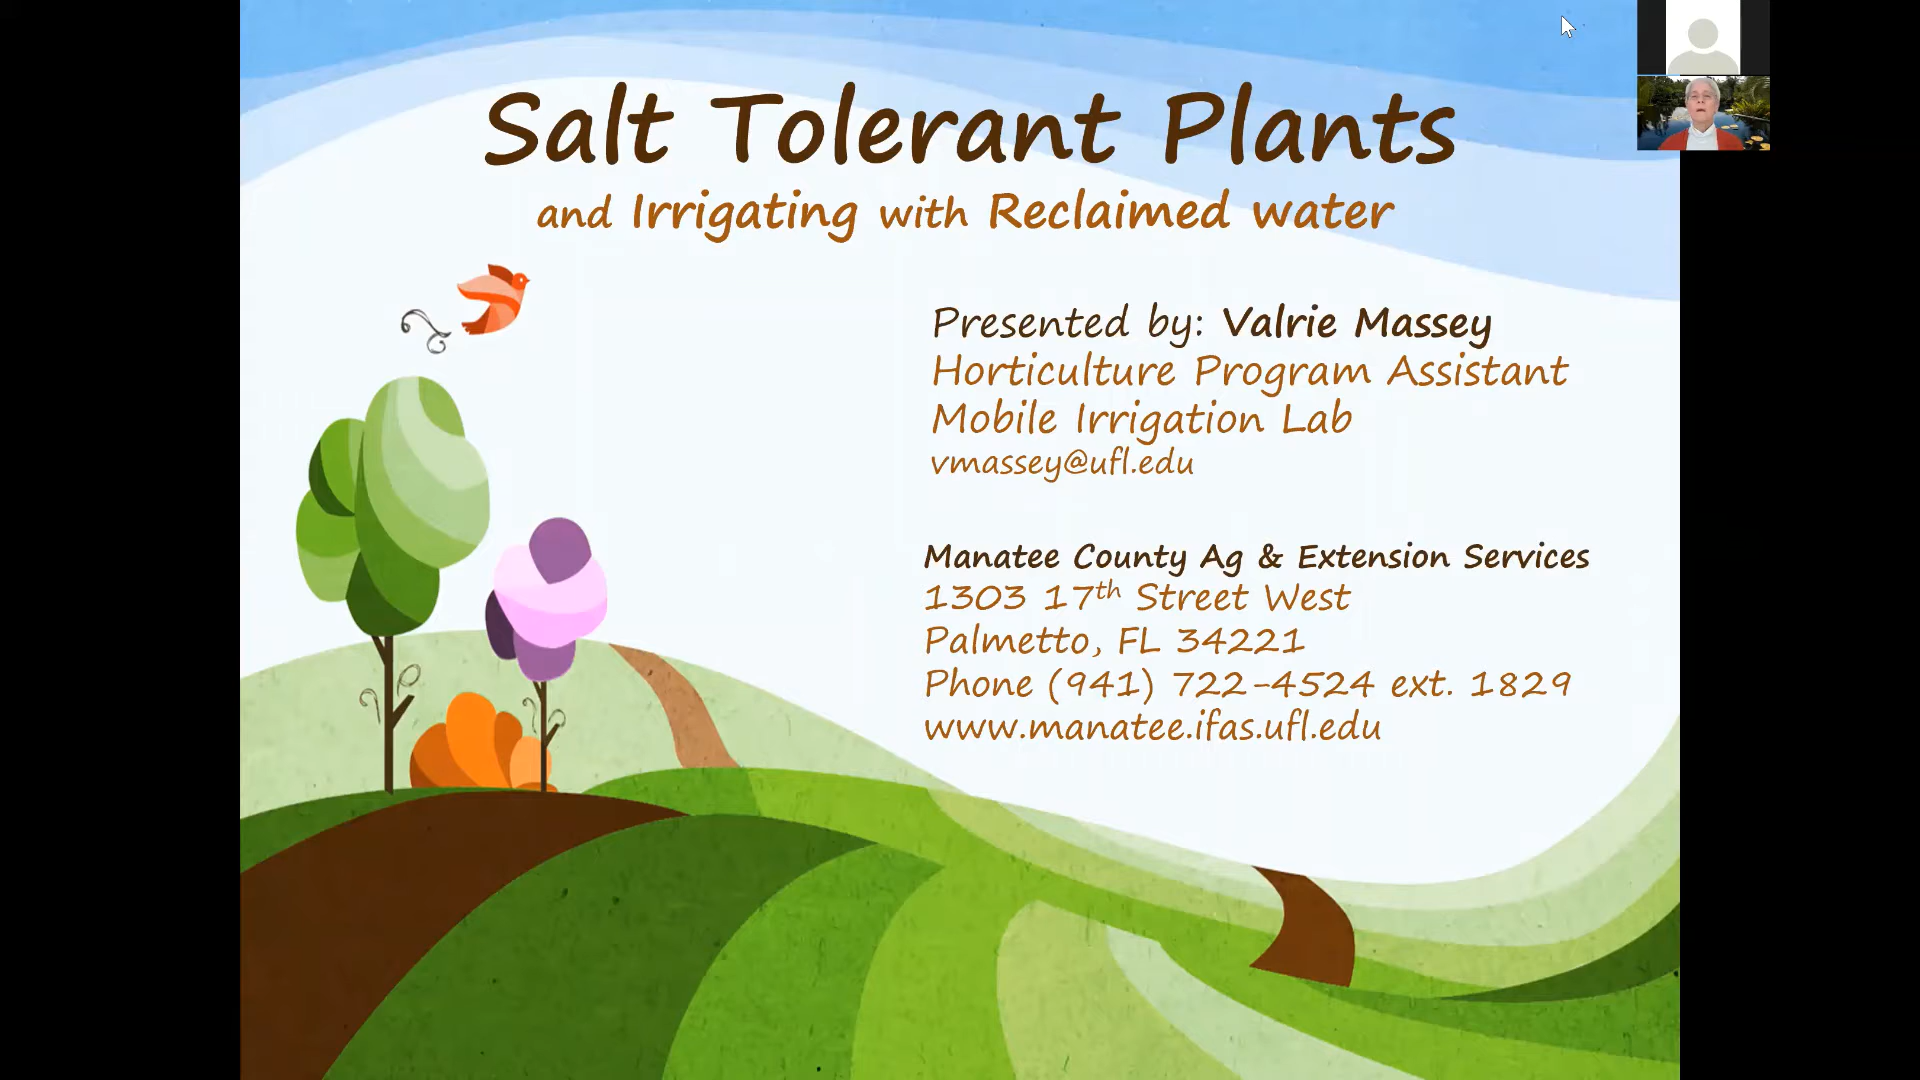 Salt Tolerant Plants
and Irrigating with Reclaimed water
Presented by: Valrie Massey
Horticulture Program Assistant
Mobile Irrigation Lab
vmassey@ufl.edu
Manatee County Ag & Extension Services
1303 17th Street West
Palmetto, FL 34221
Phone (941) 722-4524 ext. 1829
www.manatee.ifas.ufl.edu